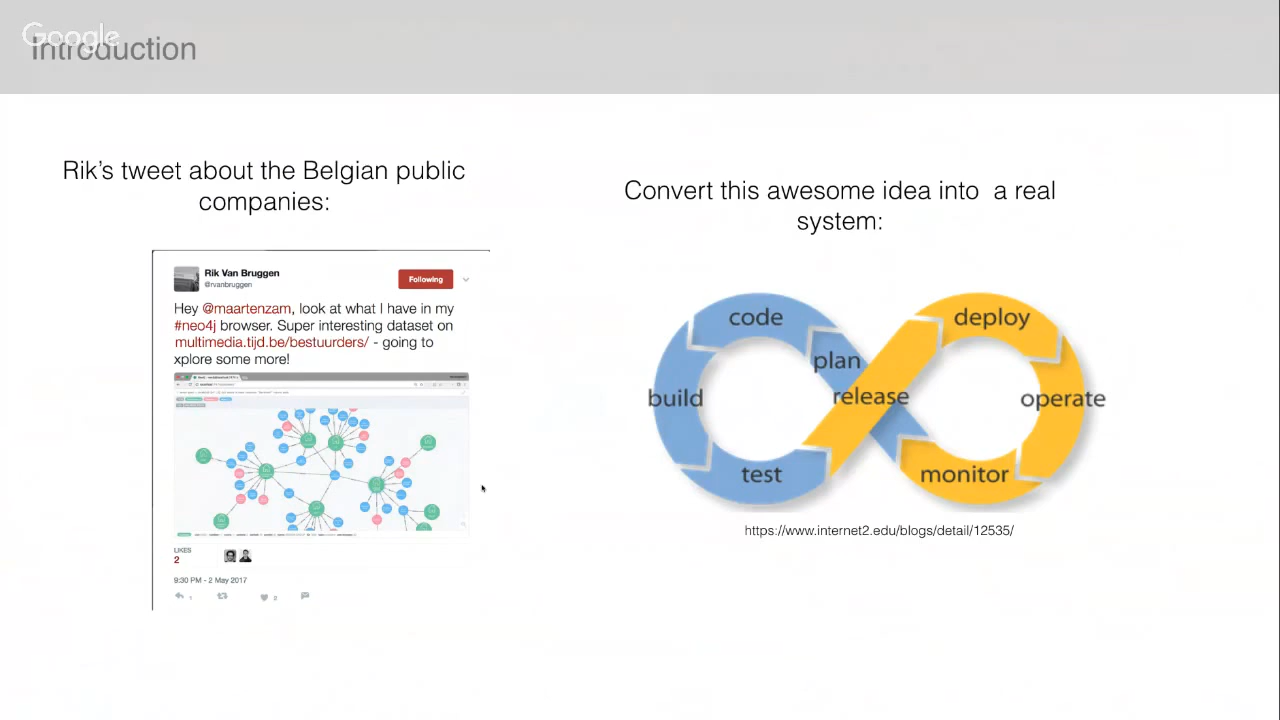 Google
Introduction
Rik's tweet about the Belgian public
companies:
Rik Van Bruggen
@rvanbruggen
Following
Hey @maartenzam, look at what I have in my
#neo4j browser. Super interesting dataset on
multimedia.tijd.be/bestuurders/ - going to
xplore some more!
LIKES
2
9:30 PM - 2 May 2017
1
2
Convert this awesome idea into a real
system:
code
deploy
plan
build
release
operate
test
monitor
https://www.internet2.edu/blogs/detail/12535/